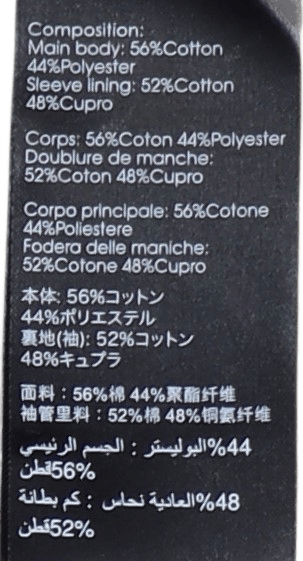 Composition:
Main body: 56%Cotton
44%Polyester
Sleeve lining: 52%Cotton
48%Cupro
Corps: 56%Coton 44%Polyester
Doublure de manche:
52%Coton 48%Cupro
Corpo principale: 56%Cotone
44%Poliestere
Fodera delle maniche:
52%Cotone 48%Cupro
本体: 56%コットン
44%ポリエステル
裏地(袖): 52%コットン
48%キュプラ
面料：56%棉 44%聚酯纤维
袖管里料：52%棉 48%铜氨纤维
44%البوليستر : الجسم الرئيسي
56%قطن
48%العادية نحاس : كم بطانة
52%قطن